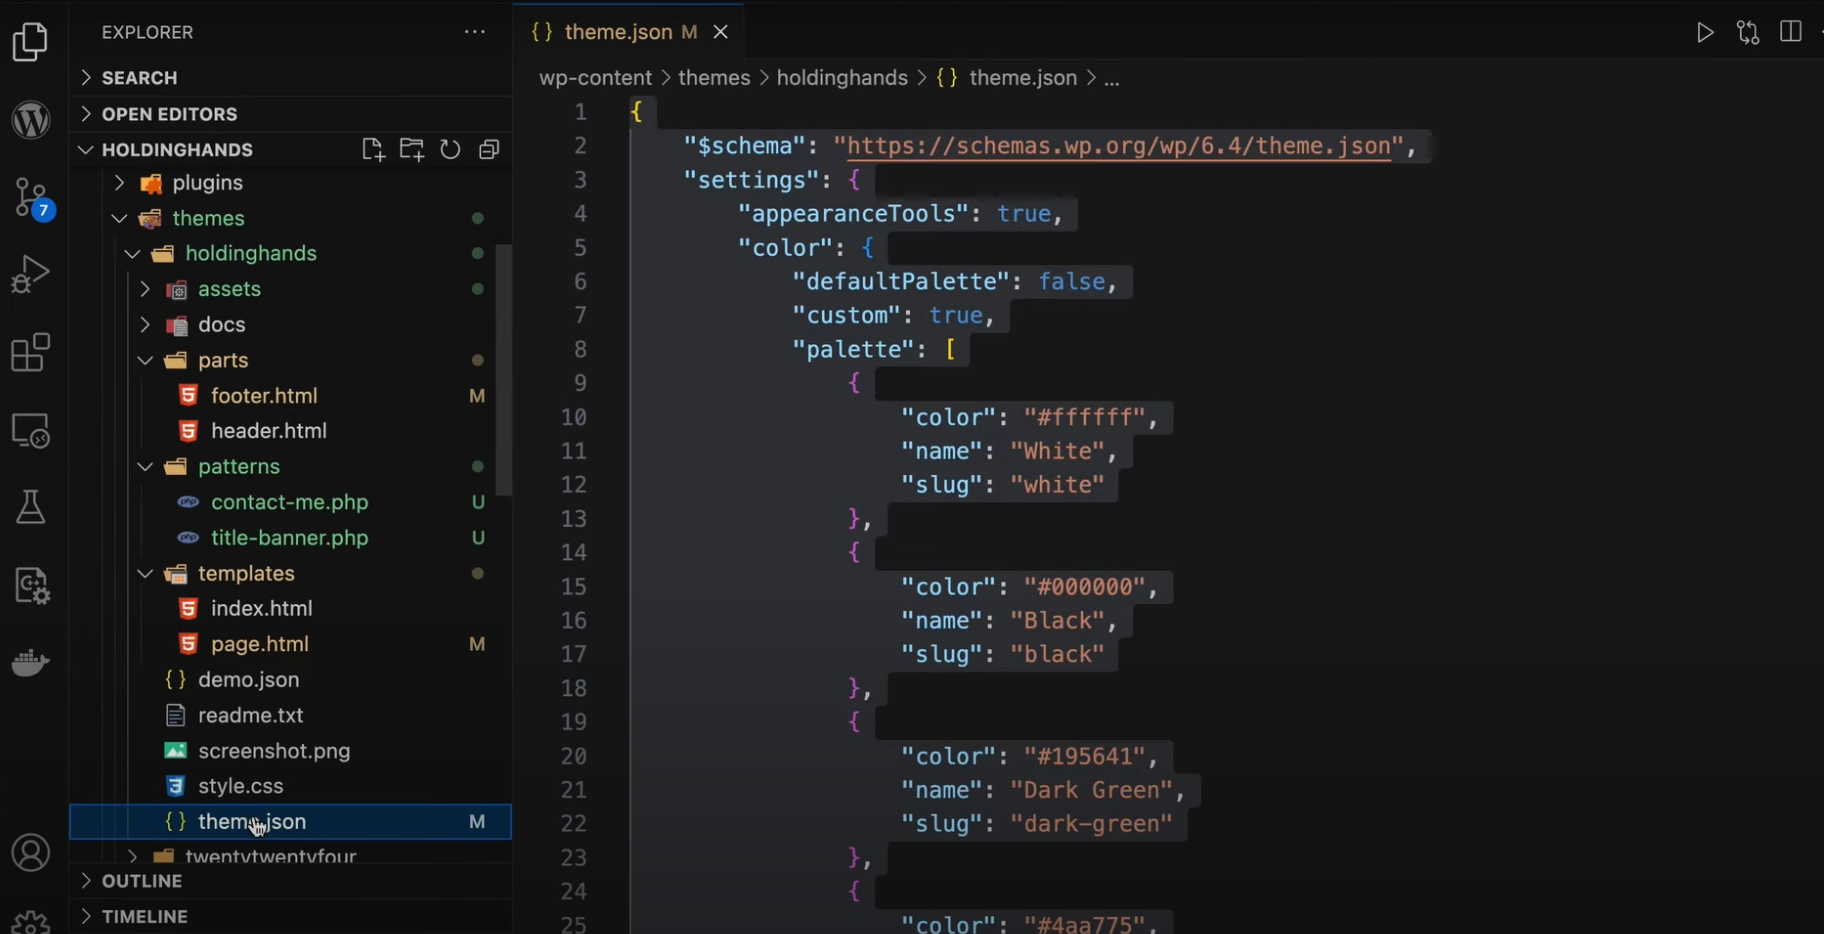 EXPLORER
SEARCH
OPEN EDITORS
HOLDINGHANDS
plugins
themes
holdinghands
assets
docs
parts
footer.html M
header.html
patterns
contact-me.php U
title-banner.php U
templates
index.html
page.html M
demo.json
readme.txt
screenshot.png
style.css
theme.json M
twentytwentyfour
OUTLINE
TIMELINE
7
{} theme.json M
wp-content > themes > holdinghands > {} theme.json > ...
1 {
2 "$schema": "https://schemas.wp.org/wp/6.4/theme.json",
3 "settings": {
4 "appearanceTools": true,
5 "color": {
6 "defaultPalette": false,
7 "custom": true,
8 "palette": [
9 {
10 "color": "#ffffff",
11 "name": "White",
12 "slug": "white"
13 },
14 {
15 "color": "#000000",
16 "name": "Black",
17 "slug": "black"
18 },
19 {
20 "color": "#195641",
21 "name": "Dark Green",
22 "slug": "dark-green"
23 },
24 {
25 "color": "#4aa775",